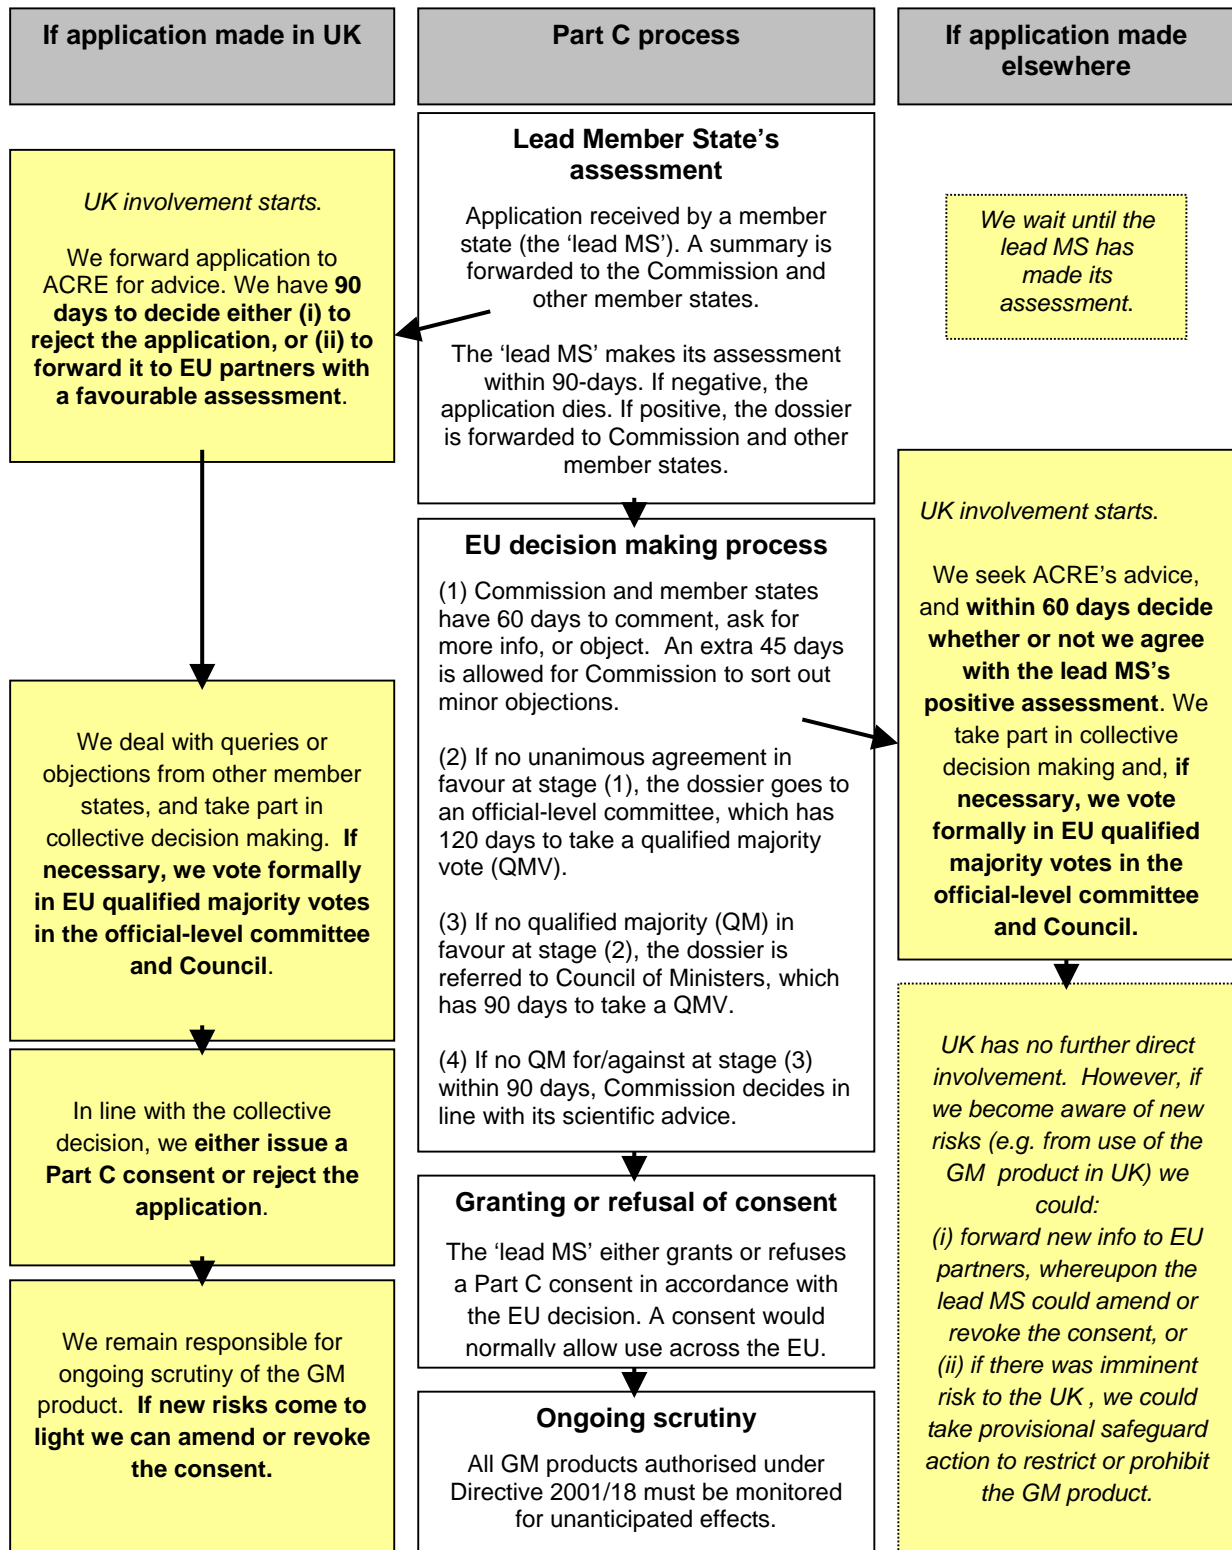 If application made in UK
UK involvement starts.
We forward application to
ACRE for advice. We have 90
days to decide either (i) to
reject the application, or (ii) to
forward it to EU partners with
a favourable assessment.
We deal with queries or
objections from other member
states, and take part in
collective decision making.  If
necessary, we vote formally
in EU qualified majority votes
in the official-level committee
and Council.
In line with the collective
decision, we either issue a
Part C consent or reject the
application.
We remain responsible for
ongoing scrutiny of the GM
product.  If new risks come to
light we can amend or revoke
the consent.
Part C process
Lead Member State’s
assessment
Application received by a member
state (the ‘lead MS’). A summary is
forwarded to the Commission and
other member states.
The ‘lead MS’ makes its assessment
within 90-days. If negative, the
application dies. If positive, the dossier
is forwarded to Commission and other
member states.
EU decision making process
(1) Commission and member states
have 60 days to comment, ask for
more info, or object.  An extra 45 days
is allowed for Commission to sort out
minor objections.
(2) If no unanimous agreement in
favour at stage (1), the dossier goes to
an official-level committee, which has
120 days to take a qualified majority
vote (QMV).
(3) If no qualified majority (QM) in
favour at stage (2), the dossier is
referred to Council of Ministers, which
has 90 days to take a QMV.
(4) If no QM for/against at stage (3)
within 90 days, Commission decides in
line with its scientific advice.
Granting or refusal of consent
The ‘lead MS’ either grants or refuses
a Part C consent in accordance with
the EU decision. A consent would
normally allow use across the EU.
Ongoing scrutiny
All GM products authorised under
Directive 2001/18 must be monitored
for unanticipated effects.
If application made
elsewhere
We wait until the
lead MS has
made its
assessment.
UK involvement starts.
We seek ACRE’s advice,
and within 60 days decide
whether or not we agree
with the lead MS’s
positive assessment. We
take part in collective
decision making and, if
necessary, we vote
formally in EU qualified
majority votes in the
official-level committee
and Council.
UK has no further direct
involvement.  However, if
we become aware of new
risks (e.g. from use of the
GM  product in UK) we
could:
(i) forward new info to EU
partners, whereupon the
lead MS could amend or
revoke the consent, or
(ii) if there was imminent
risk to the UK , we could
take provisional safeguard
action to restrict or prohibit
the GM product.